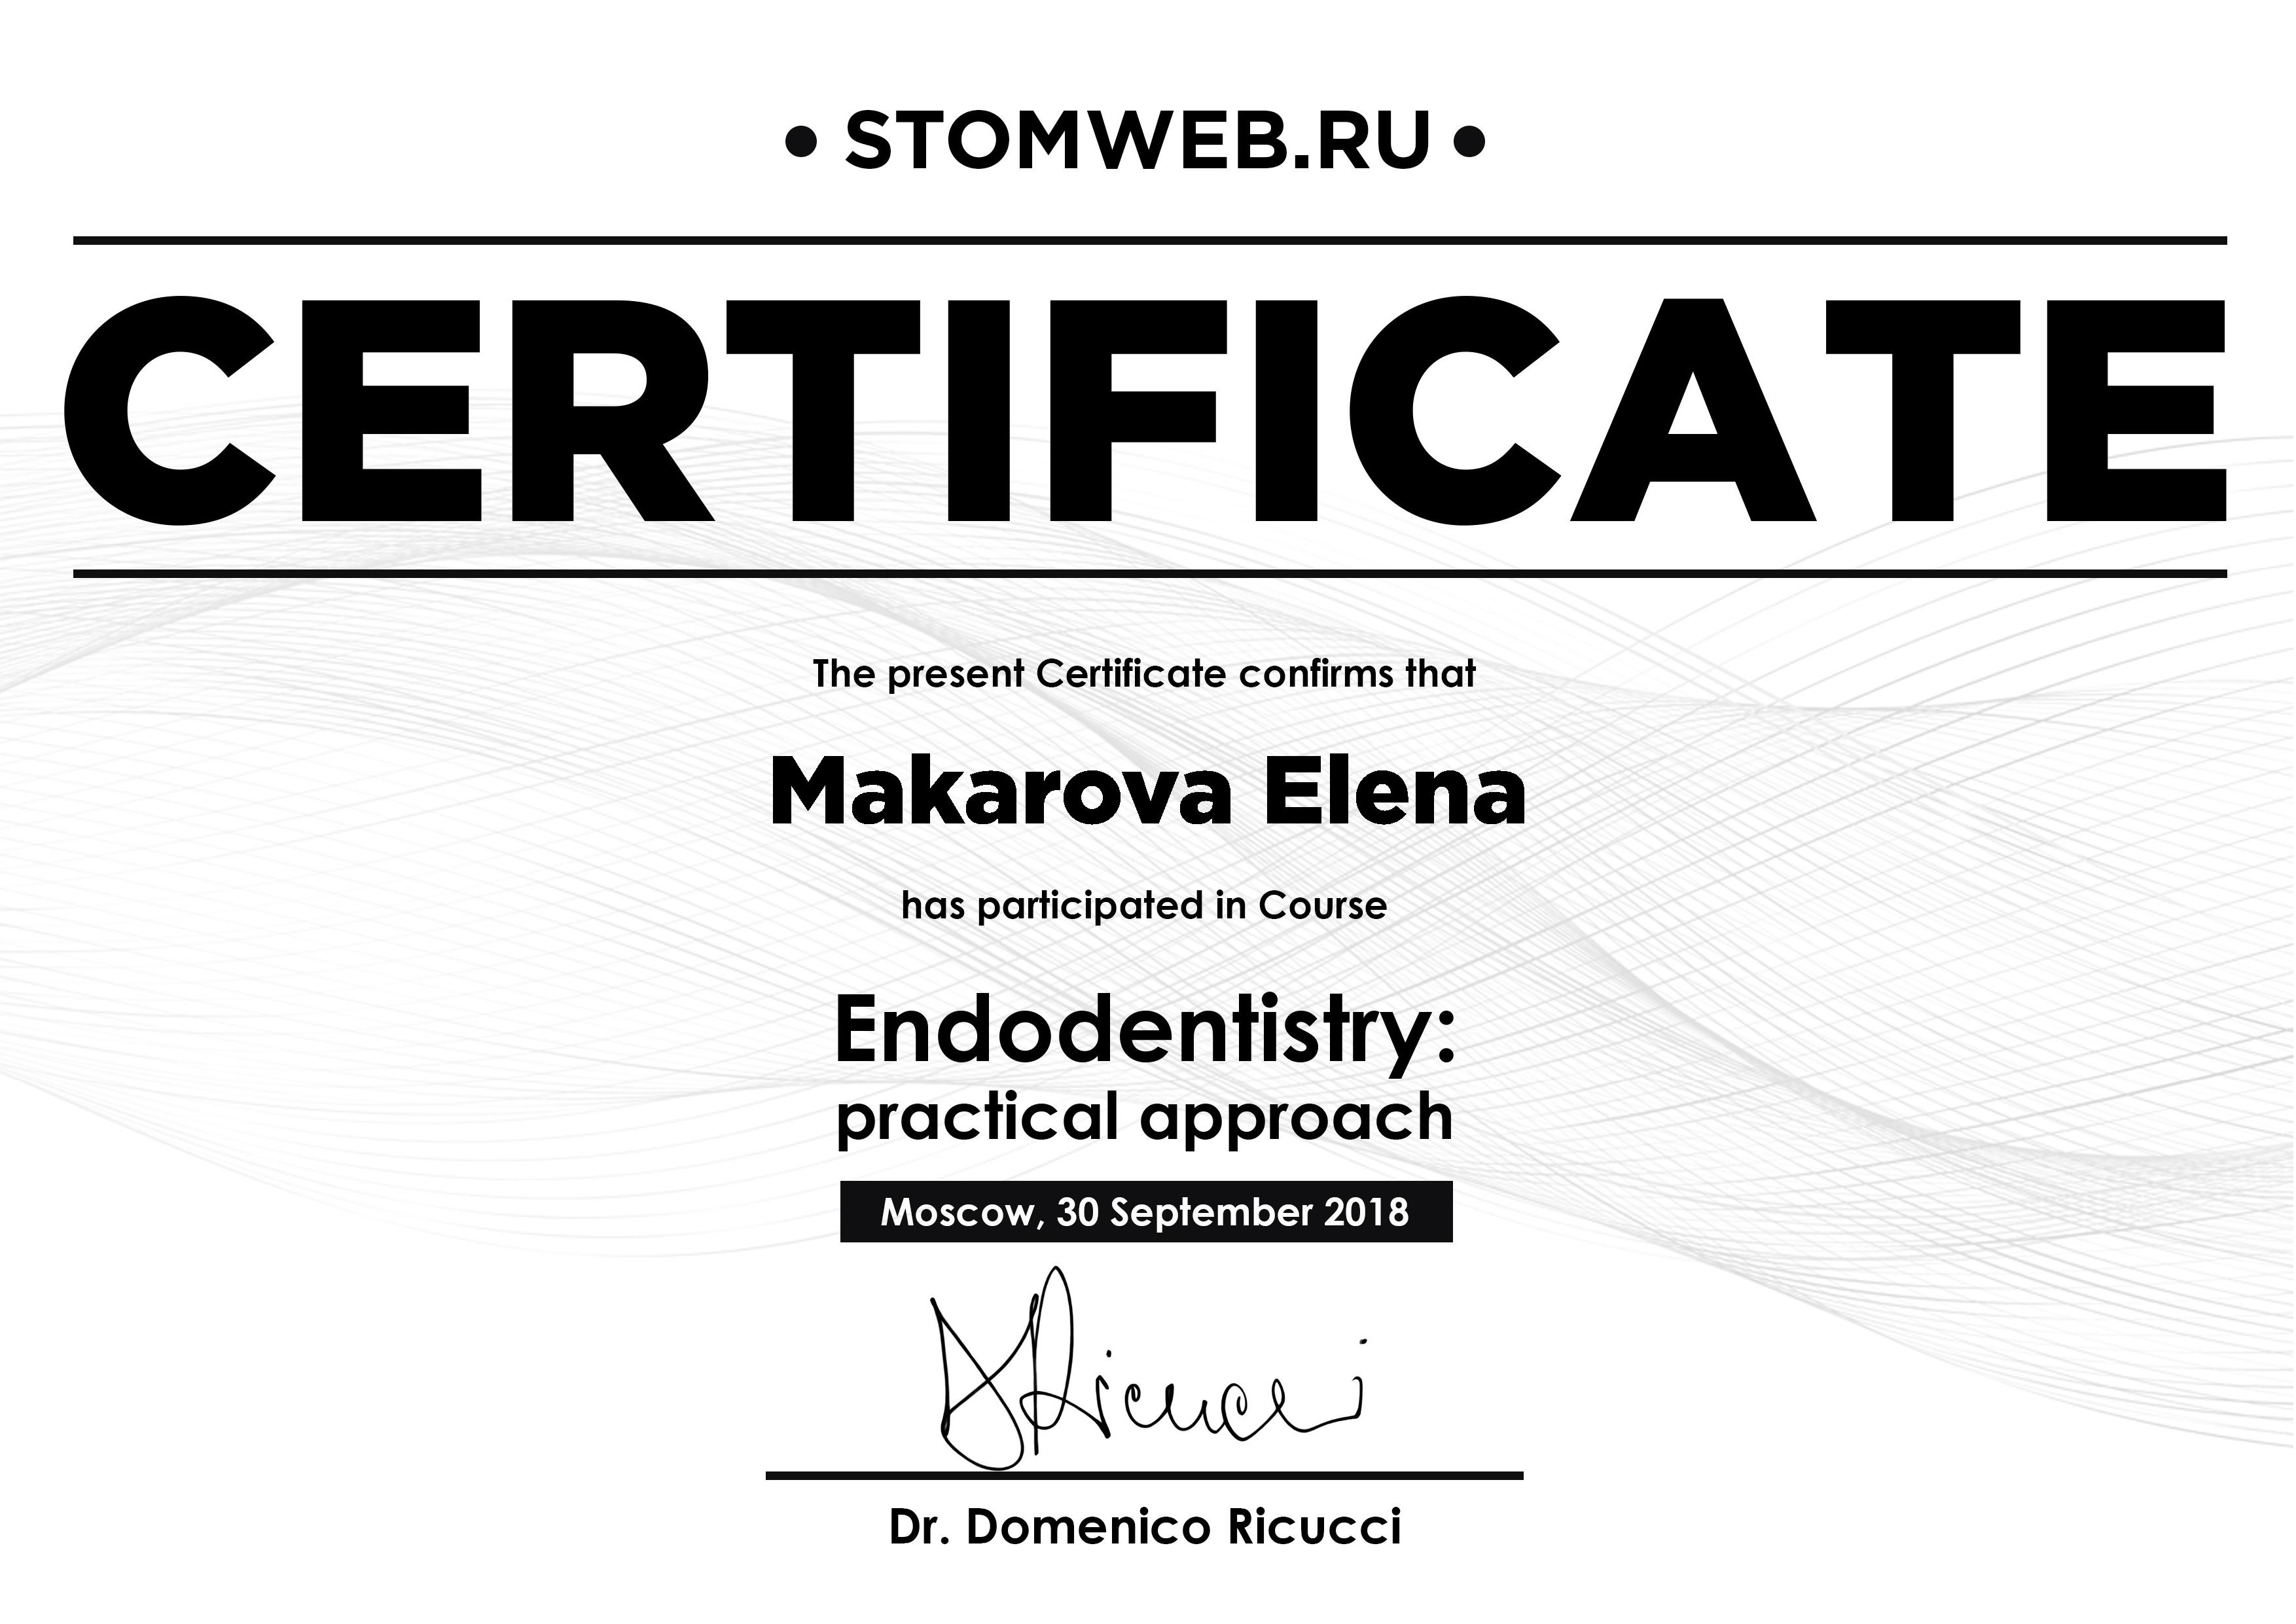 • STOMWEB.RU •
CERTIFICATE
The present Certificate confirms that
Makarova Elena
has participated in Course
Endodentistry:
practical approach
Moscow, 30 September 2018
DRicucci
Dr. Domenico Ricucci